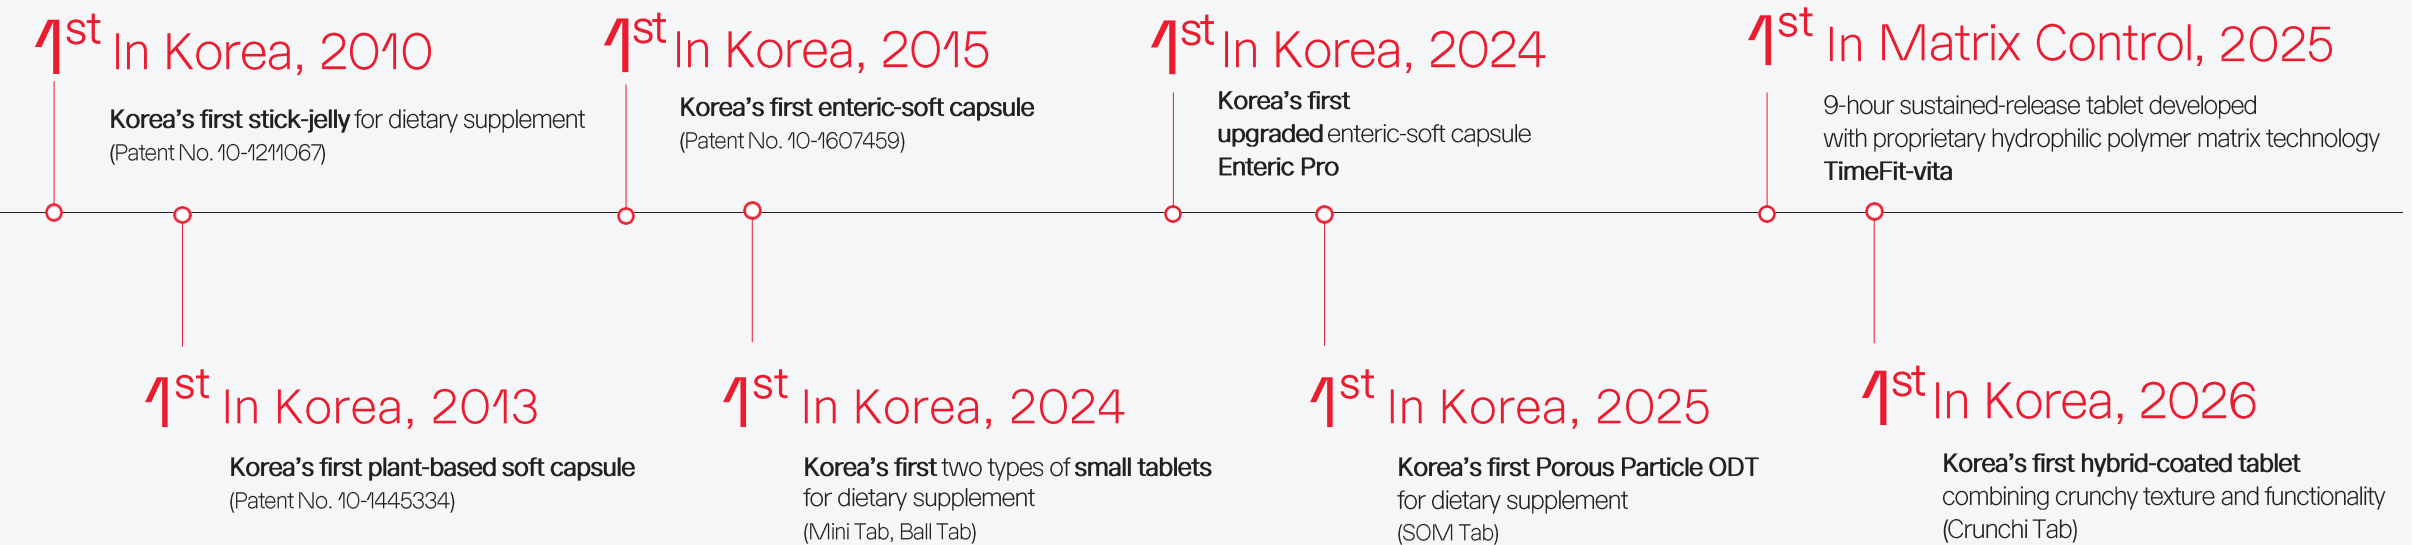 1st In Korea, 2010
Korea's first stick-jelly for dietary supplement
(Patent No. 10-1211067)
1st In Korea, 2013
Korea's first plant-based soft capsule
(Patent No. 10-1445334)
1st In Korea, 2015
Korea's first enteric-soft capsule
(Patent No. 10-1607459)
1st In Korea, 2024
Korea's first two types of small tablets
for dietary supplement
(Mini Tab, Ball Tab)
1st In Korea, 2024
Korea's first
upgraded enteric-soft capsule
Enteric Pro
1st In Korea, 2025
Korea's first Porous Particle ODT
for dietary supplement
(SOM Tab)
1st In Matrix Control, 2025
9-hour sustained-release tablet developed
with proprietary hydrophilic polymer matrix technology
TimeFit-vita
1st In Korea, 2026
Korea's first hybrid-coated tablet
combining crunchy texture and functionality
(Crunchi Tab)